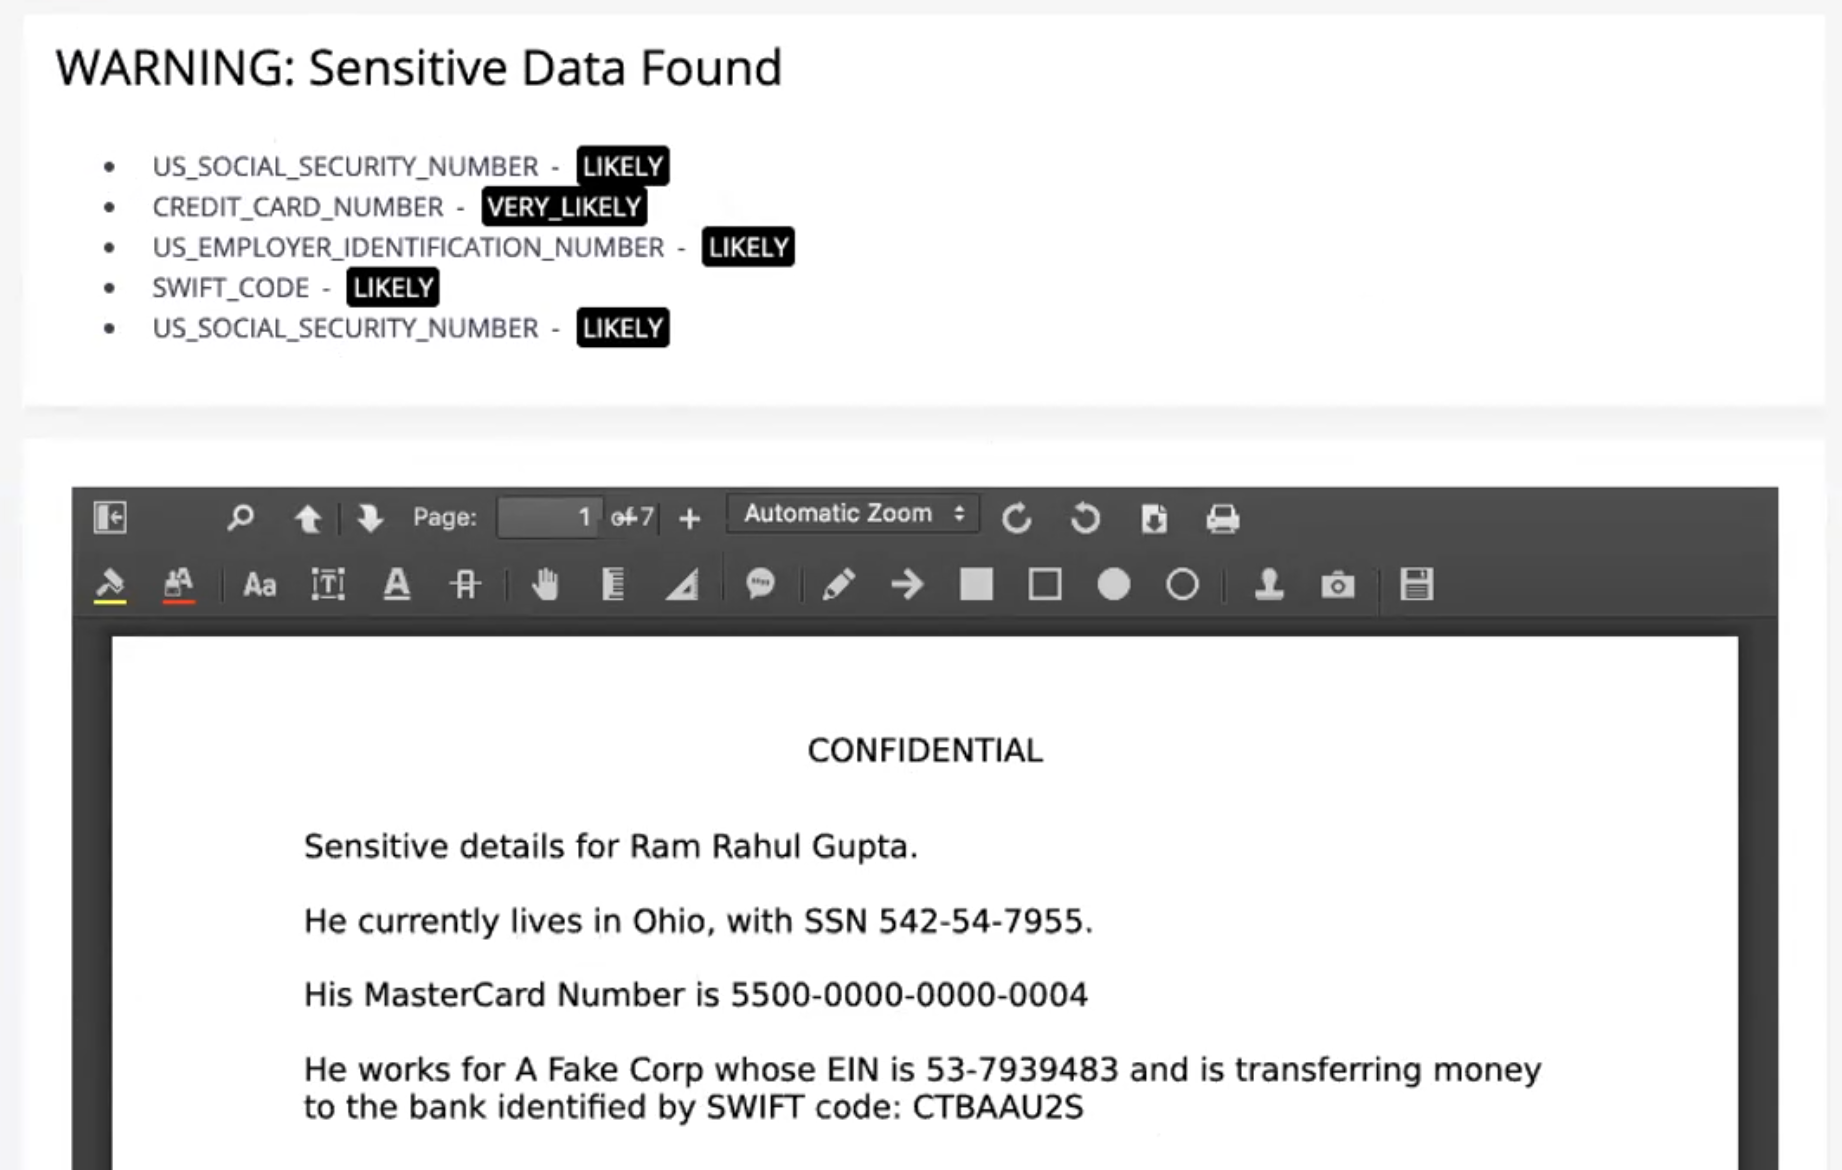 WARNING: Sensitive Data Found
US_SOCIAL_SECURITY_NUMBER - LIKELY
CREDIT_CARD_NUMBER - VERY_LIKELY
US_EMPLOYER_IDENTIFICATION_NUMBER - LIKELY
SWIFT_CODE - LIKELY
US_SOCIAL_SECURITY_NUMBER - LIKELY
Page: 1 of 7 Automatic Zoom
Aa T A A
CONFIDENTIAL
Sensitive details for Ram Rahul Gupta.
He currently lives in Ohio, with SSN 542-54-7955.
His MasterCard Number is 5500-0000-0000-0004
He works for A Fake Corp whose EIN is 53-7939483 and is transferring money
to the bank identified by SWIFT code: CTBAAU2S